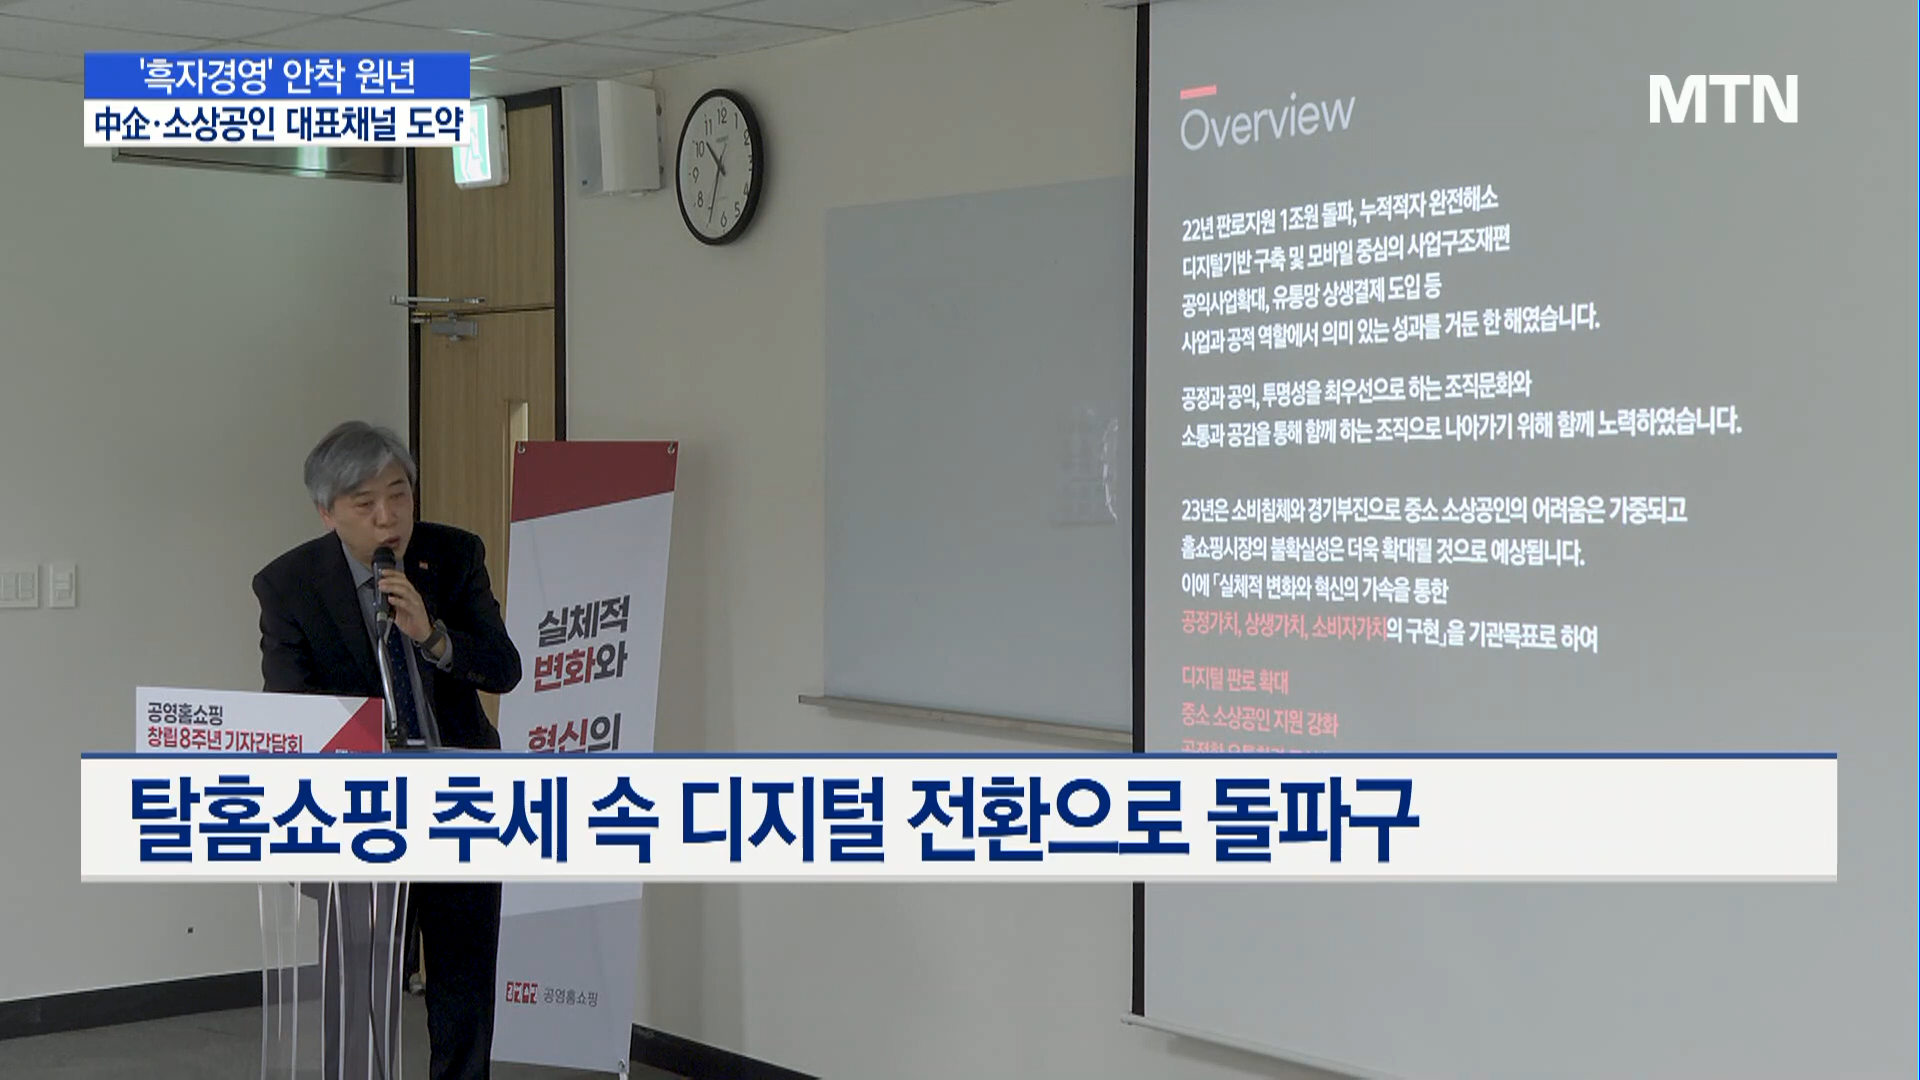 '흑자경영' 안착 원년
中企·소상공인 대표채널 도약
MTN
Overview
22년 판로지원 1조원 돌파, 누적적자 완전해소
디지털기반 구축 및 모바일 중심의 사업구조재편
공익사업확대, 유통망 상생결제 도입 등
사업과 공적 역할에서 의미 있는 성과를 거둔 한 해였습니다.
공정과 공익, 투명성을 최우선으로 하는 조직문화와
소통과 공감을 통해 함께 하는 조직으로 나아가기 위해 함께 노력하였습니다.
23년은 소비침체와 경기부진으로 중소 소상공인의 어려움은 가중되고
홈쇼핑시장의 불확실성은 더욱 확대될 것으로 예상됩니다.
이에 「실체적 변화와 혁신의 가속을 통한
공정가치, 상생가치, 소비자가치의 구현」을 기관목표로 하여
디지털 판로 확대
중소 소상공인 지원 강화
실체적
변화와
혁신의
공영홈쇼핑
창립8주년 기자간담회
탈홈쇼핑 추세 속 디지털 전환으로 돌파구
공영홈쇼핑
11 12 1 2 3 4 5 6 7 8 9 10